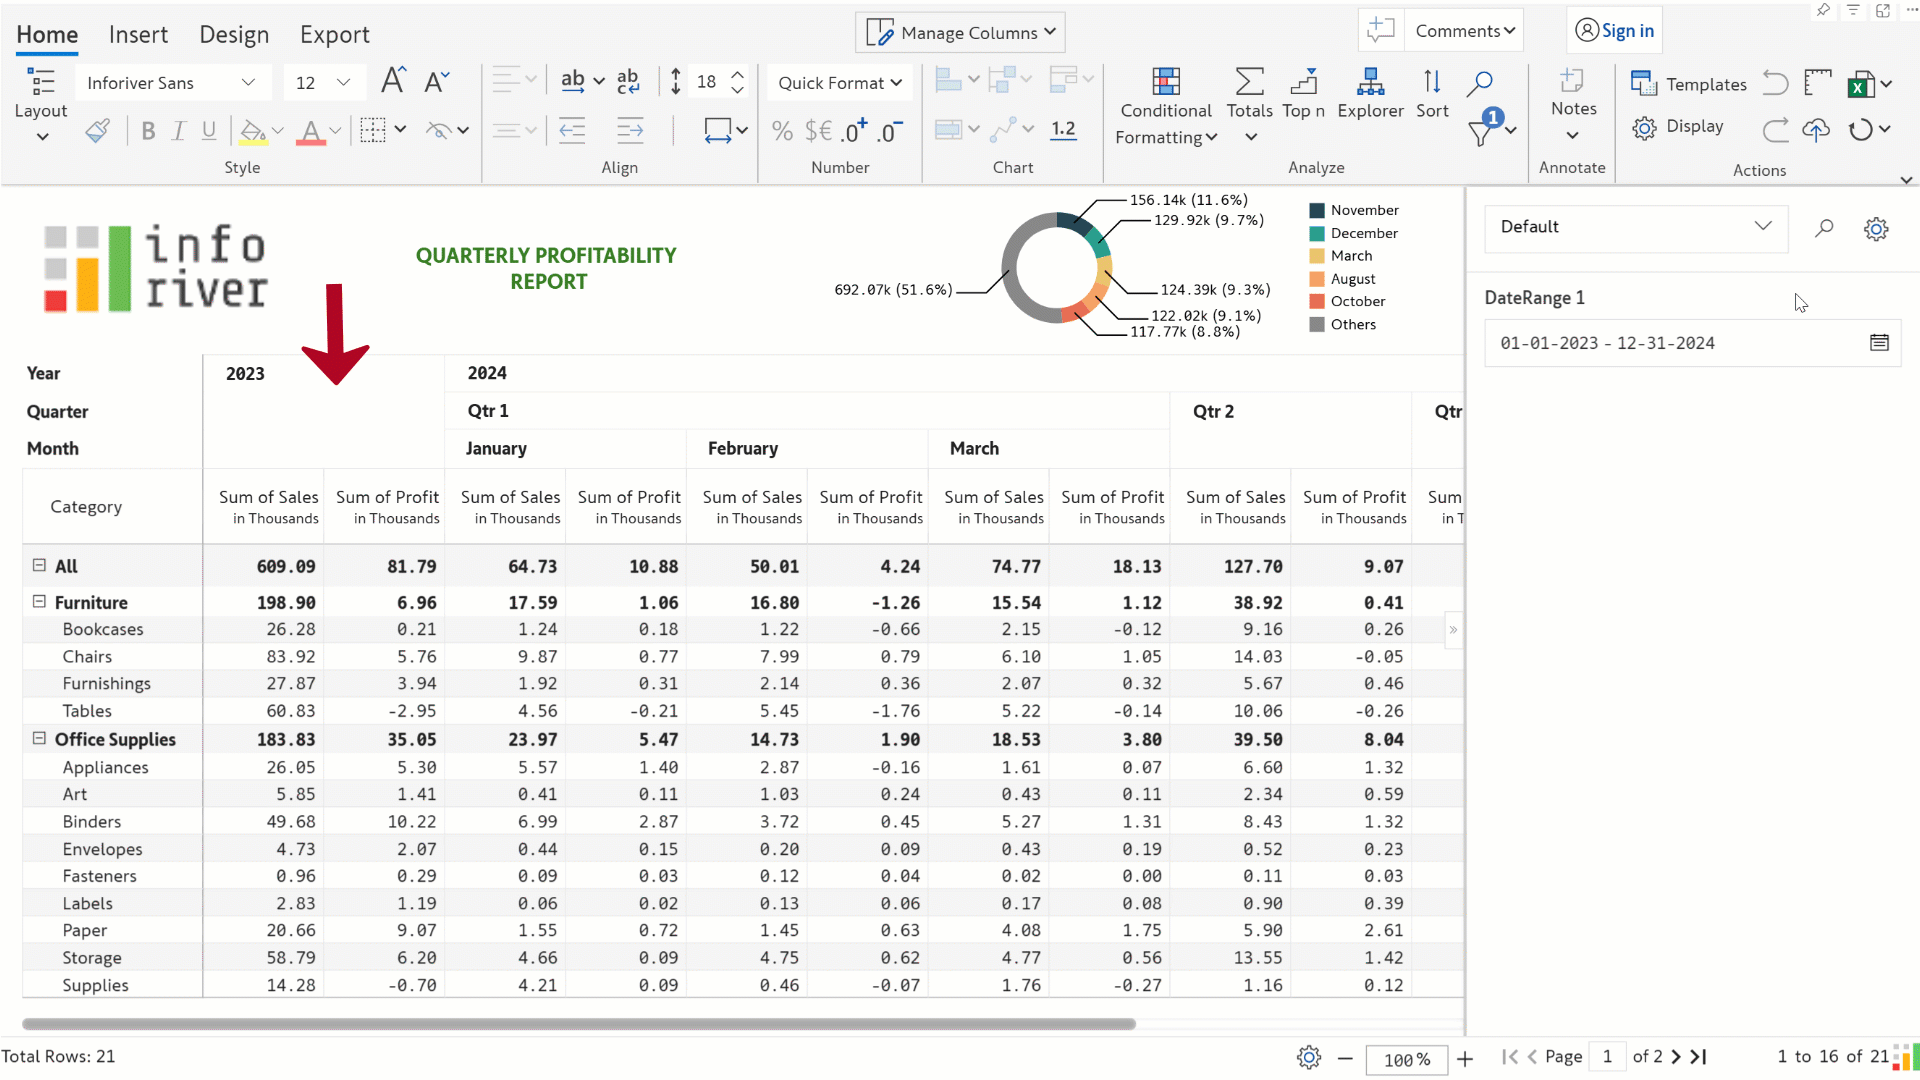 Home Insert Design Export Manage Columns Comments Sign in
Layout Inforiver Sans 12 A A ab ab c 18 Quick Format Conditional Formatting Totals Top n Explorer Sort 1 Notes Templates
B I U A % $€ .0+ .0- 1.2 Display
Style Align Number Chart Analyze Annotate Actions
info
river
QUARTERLY PROFITABILITY
REPORT
156.14k (11.6%)
129.92k (9.7%)
124.39k (9.3%)
122.02k (9.1%)
117.77k (8.8%)
692.07k (51.6%)
November
December
March
August
October
Others
Default
DateRange 1
01-01-2023 - 12-31-2024
Year 2023 2024
Quarter Qtr 1 Qtr 2 Qtr
Month January February March
Category Sum of Sales Sum of Profit Sum of Sales Sum of Profit Sum of Sales Sum of Profit Sum of Sales Sum of Profit Sum of Sales Sum of Profit Sum
in Thousands in Thousands in Thousands in Thousands in Thousands in Thousands in Thousands in Thousands in Thousands in Thousands in T
All 609.09 81.79 64.73 10.88 50.01 4.24 74.77 18.13 127.70 9.07
Furniture 198.90 6.96 17.59 1.06 16.80 -1.26 15.54 1.12 38.92 0.41
Bookcases 26.28 0.21 1.24 0.18 1.22 -0.66 2.15 -0.12 9.16 0.26
Chairs 83.92 5.76 9.87 0.77 7.99 0.79 6.10 1.05 14.03 -0.05
Furnishings 27.87 3.94 1.92 0.31 2.14 0.36 2.07 0.32 5.67 0.46
Tables 60.83 -2.95 4.56 -0.21 5.45 -1.76 5.22 -0.14 10.06 -0.26
Office Supplies 183.83 35.05 23.97 5.47 14.73 1.90 18.53 3.80 39.50 8.04
Appliances 26.05 5.30 5.57 1.40 2.87 -0.16 1.61 0.07 6.60 1.32
Art 5.85 1.41 0.41 0.11 1.03 0.24 0.43 0.11 2.34 0.59
Binders 49.68 10.22 6.99 2.87 3.72 0.45 5.27 1.31 8.43 1.32
Envelopes 4.73 2.07 0.44 0.15 0.20 0.09 0.43 0.19 0.52 0.23
Fasteners 0.96 0.29 0.09 0.03 0.12 0.04 0.02 0.00 0.11 0.03
Labels 2.83 1.19 0.06 0.02 0.13 0.06 0.17 0.08 0.90 0.39
Paper 20.66 9.07 1.55 0.72 1.45 0.63 4.08 1.75 5.90 2.61
Storage 58.79 6.20 4.66 0.09 4.75 0.62 4.77 0.56 13.55 1.42
Supplies 14.28 -0.70 4.21 0.09 0.46 -0.07 1.76 -0.27 1.16 0.12
Total Rows: 21 100 % Page 1 of 2 1 to 16 of 21